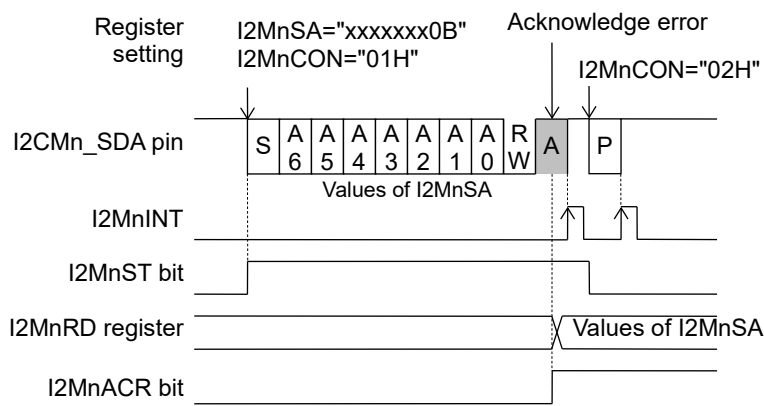 Register
setting
I2MnSA="xxxxxxx0B"
I2MnCON="01H"
Acknowledge error
I2MnCON="02H"
I2CMn_SDA pin
S
A
6
A
5
A
4
A
3
A
2
A
1
A
0
R
W
A
P
Values of I2MnSA
I2MnINT
I2MnST bit
I2MnRD register
Values of I2MnSA
I2MnACR bit